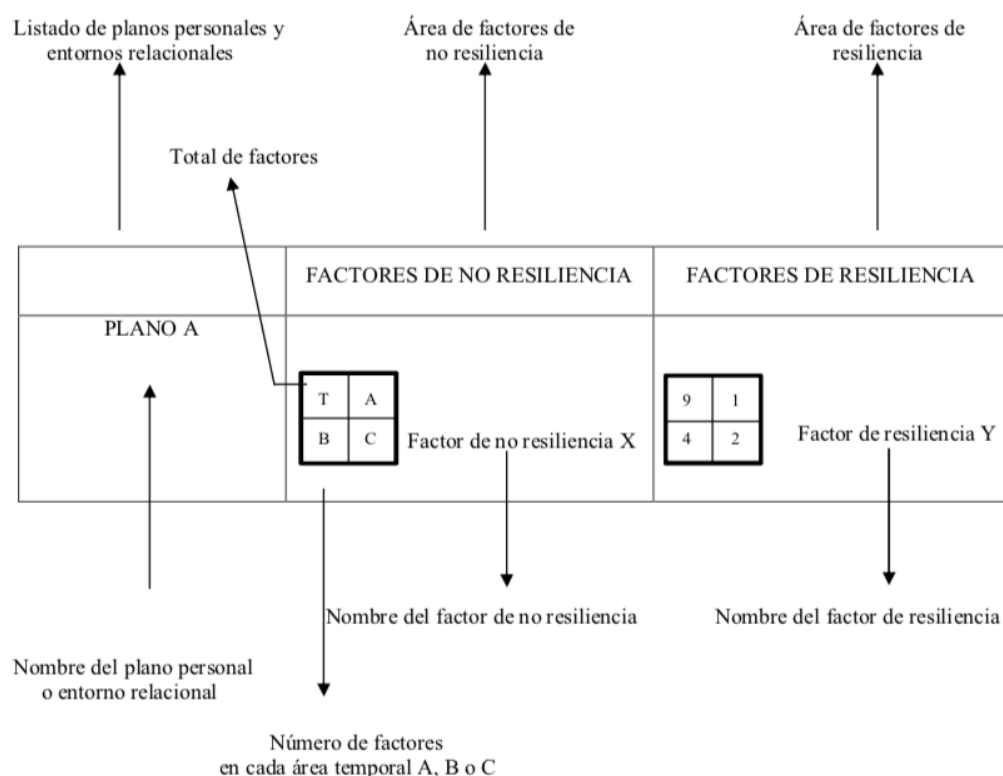 Listado de planos personales y
entornos relacionales
Área de factores de
no resiliencia
Área de factores de
resiliencia
Total de factores
FACTORES DE NO RESILIENCIA
FACTORES DE RESILIENCIA
PLANO A
T A
B C
Factor de no resiliencia X
9 1
4 2
Factor de resiliencia Y
Nombre del factor de no resiliencia
Nombre del factor de resiliencia
Nombre del plano personal
o entorno relacional
Número de factores
en cada área temporal A, B o C